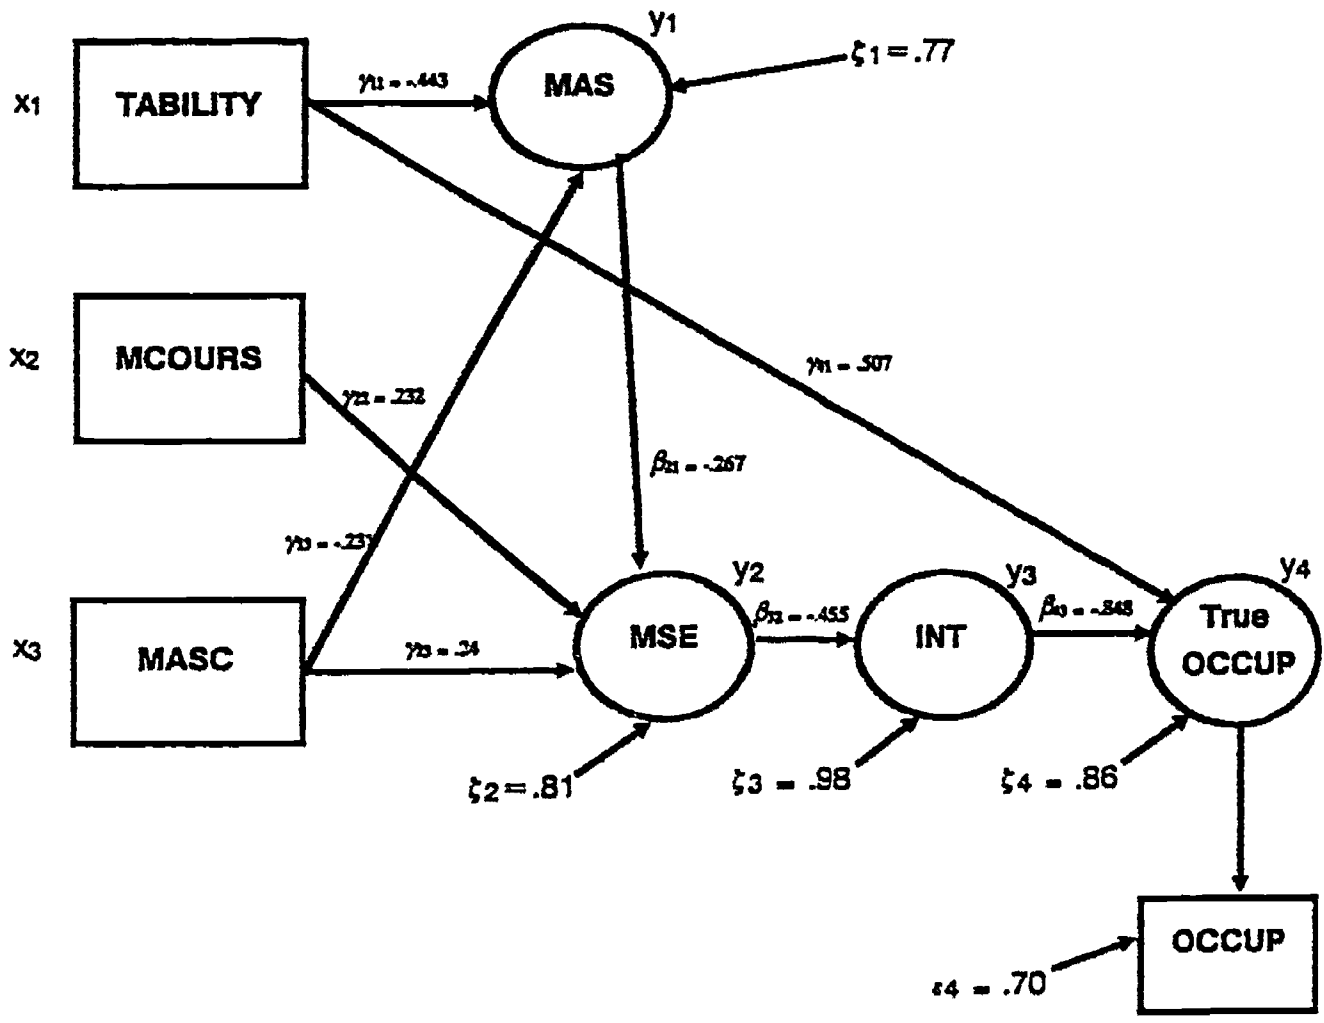 y1
ζ1 = .77
x1
TABILITY
γ11 = -.443
MAS
x2
MCOURS
γ22 = .232
γ41 = .507
β21 = -.267
γ13 = -.231
x3
MASC
γ23 = .24
y2
MSE
β32 = -.455
y3
INT
β43 = -.848
y4
True
OCCUP
ζ2 = .81
ζ3 = .98
ζ4 = .86
OCCUP
ε4 = .70